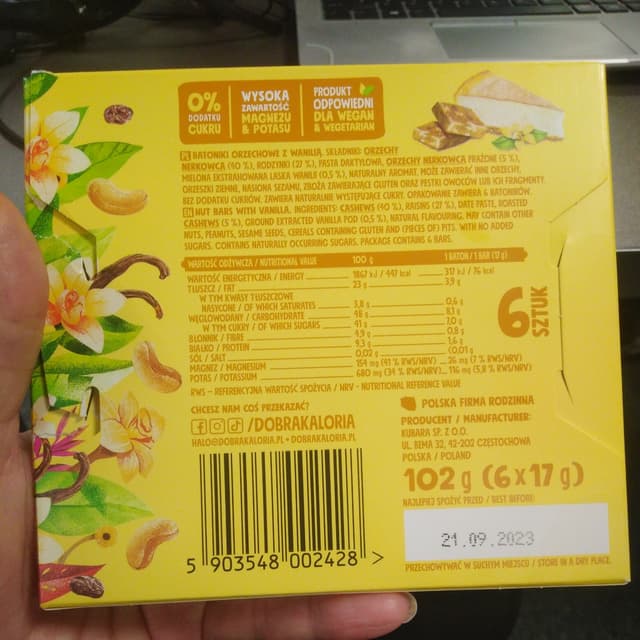 0%
DODATKU
CUKRU
WYSOKA
ZAWARTOŚĆ
MAGNEZU
& POTASU
PRODUKT
ODPOWIEDNI
DLA WEGAN
& WEGETARIAN
PL BATONIKI ORZECHOWE Z WANILIĄ. SKŁADNIKI: ORZECHY
NERKOWCA (40 %), RODZYNKI (27 %), PASTA DAKTYLOWA, ORZECHY NERKOWCA PRAŻONE (5 %),
MIELONA EKSTRAHOWANA LASKA WANILII (0,5 %), NATURALNY AROMAT. MOŻE ZAWIERAĆ INNE ORZECHY,
ORZESZKI ZIEMNE, NASIONA SEZAMU, ZBOŻA ZAWIERAJĄCE GLUTEN ORAZ PESTKI OWOCÓW LUB ICH FRAGMENTY.
BEZ DODATKU CUKRÓW. ZAWIERA NATURALNIE WYSTĘPUJĄCE CUKRY. OPAKOWANIE ZAWIERA 6 BATONIKÓW.
EN NUT BARS WITH VANILLA. INGREDIENTS: CASHEWS (40 %), RAISINS (27 %), DATE PASTE, ROASTED
CASHEWS (5 %), GROUND EXTRACTED VANILLA POD (0,5 %), NATURAL FLAVOURING. MAY CONTAIN OTHER
NUTS, PEANUTS, SESAME SEEDS, CEREALS CONTAINING GLUTEN AND (PIECES OF) PITS. WITH NO ADDED
SUGARS. CONTAINS NATURALLY OCCURRING SUGARS. PACKAGE CONTAINS 6 BARS.
WARTOŚĆ ODŻYWCZA / NUTRITIONAL VALUE 100 g 1 BATON / 1 BAR (17 g)
WARTOŚĆ ENERGETYCZNA / ENERGY 1867 kJ / 447 kcal 317 kJ / 76 kcal
TŁUSZCZ / FAT 23 g 3,9 g
W TYM KWASY TŁUSZCZOWE
NASYCONE / OF WHICH SATURATES 3,8 g 0,6 g
WĘGLOWODANY / CARBOHYDRATE 48 g 8,1 g
W TYM CUKRY / OF WHICH SUGARS 41 g 7,0 g
BŁONNIK / FIBRE 4,9 g 0,8 g
BIAŁKO / PROTEIN 9,3 g 1,6 g
SÓL / SALT 0,02 g <0,01 g
MAGNEZ / MAGNESIUM 154 mg (41 % RWS/NRV) 26 mg (7 % RWS/NRV)
POTAS / POTASSIUM 680 mg (34 % RWS/NRV) 116 mg (5,8 % RWS/NRV)
RWS – REFERENCYJNA WARTOŚĆ SPOŻYCIA / NRV - NUTRITIONAL REFERENCE VALUE
6
SZTUK
CHCESZ NAM COŚ PRZEKAZAĆ?
/DOBRAKALORIA
HALO@DOBRAKALORIA.PL • DOBRAKALORIA.PL
5 903548 002428 >
POLSKA FIRMA RODZINNA
PRODUCENT / MANUFACTURER:
KUBARA SP. Z O.O.
UL. BEMA 32, 42-202 CZĘSTOCHOWA
POLSKA / POLAND
102 g (6x17 g)
NAJLEPIEJ SPOŻYĆ PRZED / BEST BEFORE:
21.09.2023
PRZECHOWYWAĆ W SUCHYM MIEJSCU / STORE IN A DRY PLACE.